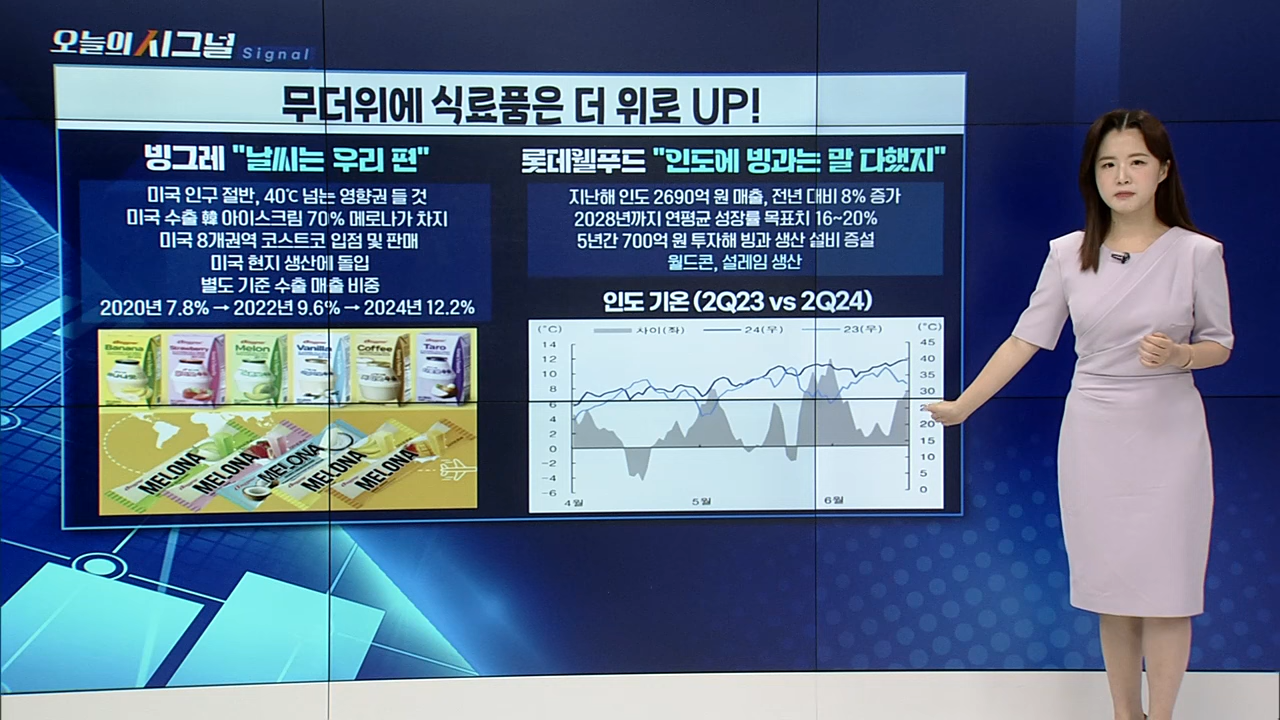 오늘의 시그널 Signal
무더위에 식료품은 더 위로 UP!
빙그레 "날씨는 우리 편"
미국 인구 절반, 40℃ 넘는 영향권 들 것
미국 수출 韓 아이스크림 70% 메로나가 차지
미국 8개권역 코스트코 입점 및 판매
미국 현지 생산에 돌입
별도 기준 수출 매출 비중
2020년 7.8% → 2022년 9.6% → 2024년 12.2%
Banana
Strawberry
Melon
Vanilla
Coffee
Taro
MELONA
MELONA
MELONA
MELONA
MELONA
롯데웰푸드 "인도에 빙과는 말 다했지"
지난해 인도 2690억 원 매출, 전년 대비 8% 증가
2028년까지 연평균 성장률 목표치 16~20%
5년간 700억 원 투자해 빙과 생산 설비 증설
월드콘, 설레임 생산
인도 기온 (2Q23 vs 2Q24)
(℃) 차이(좌) 24(우) 23(우) (℃)
14
12
10
8
6
4
2
0
-2
-4
-6
45
40
35
30
20
15
10
5
0
4월 5월 6월